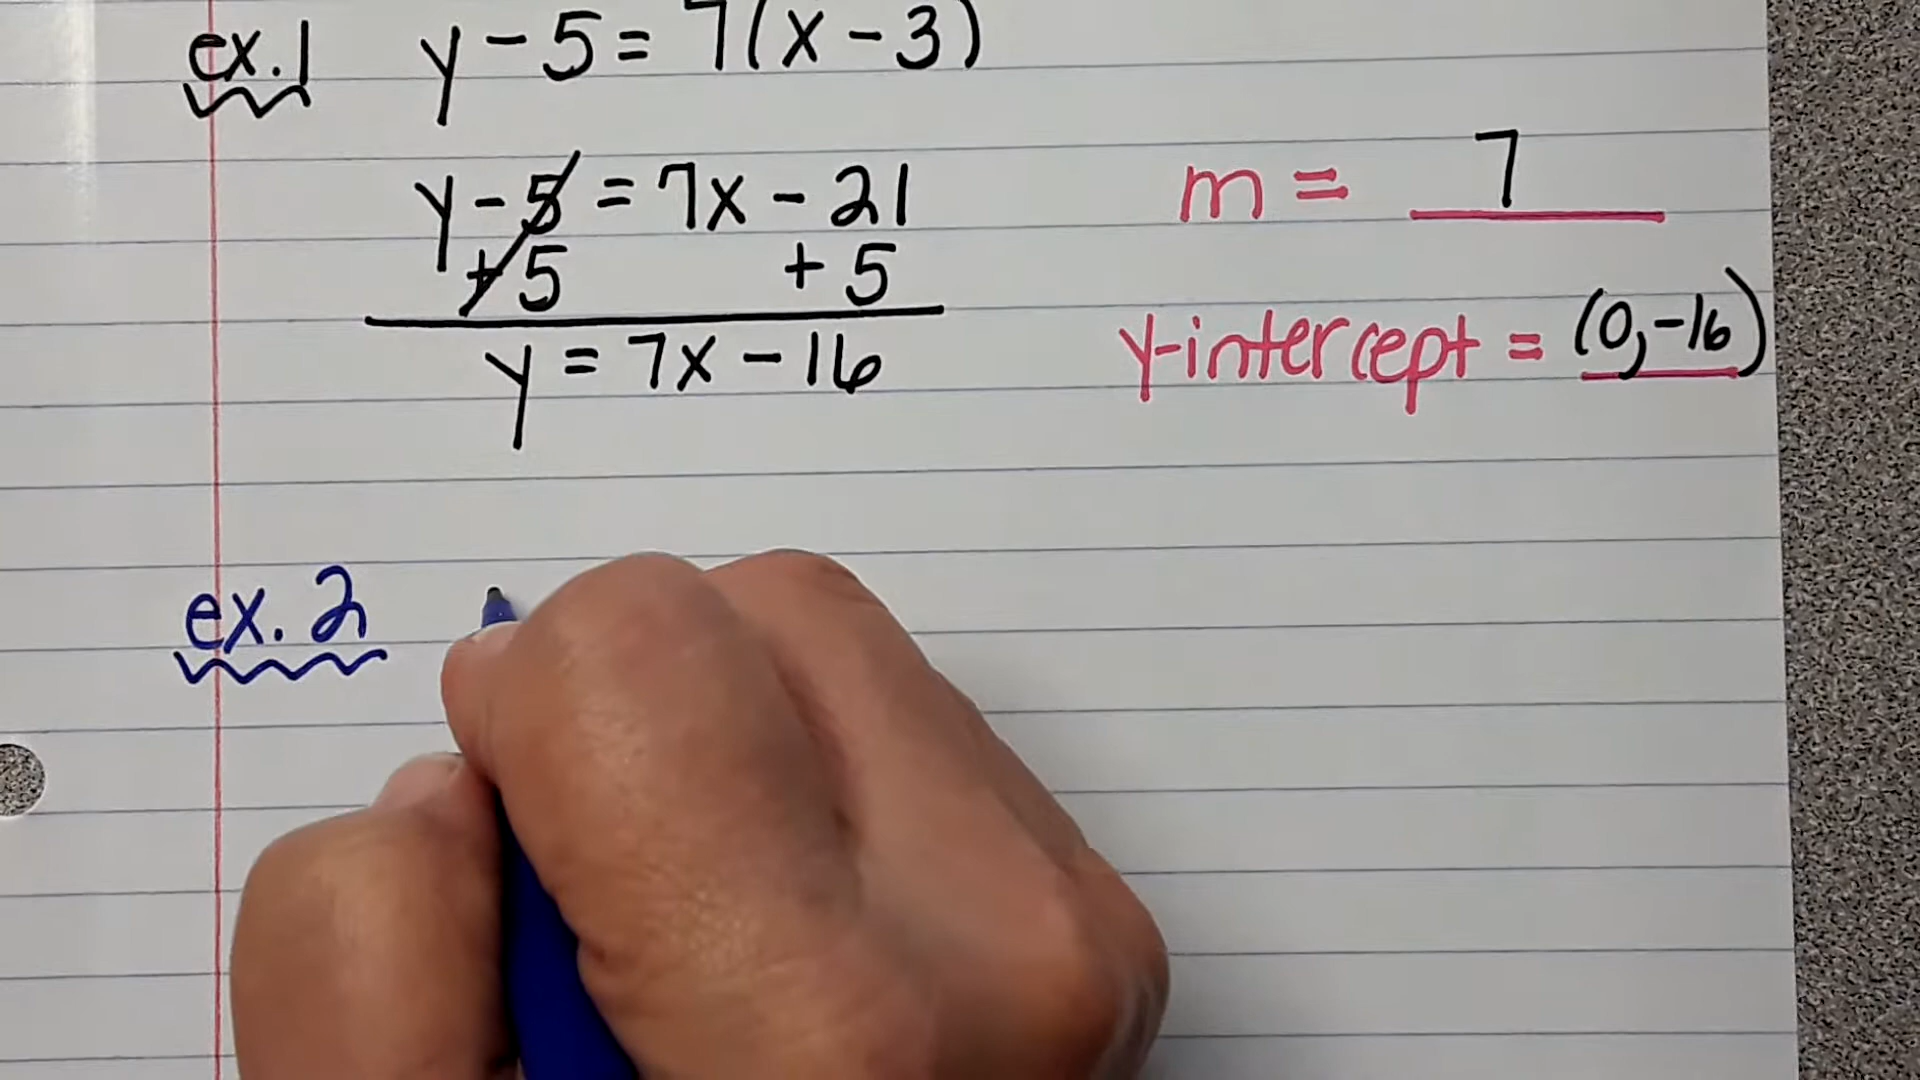 ex.1 y - 5 = 7(x - 3)
y - 5 = 7x - 21
+ 5 + 5
y = 7x - 16
m = 7
y-intercept = (0, -16)
ex. 2